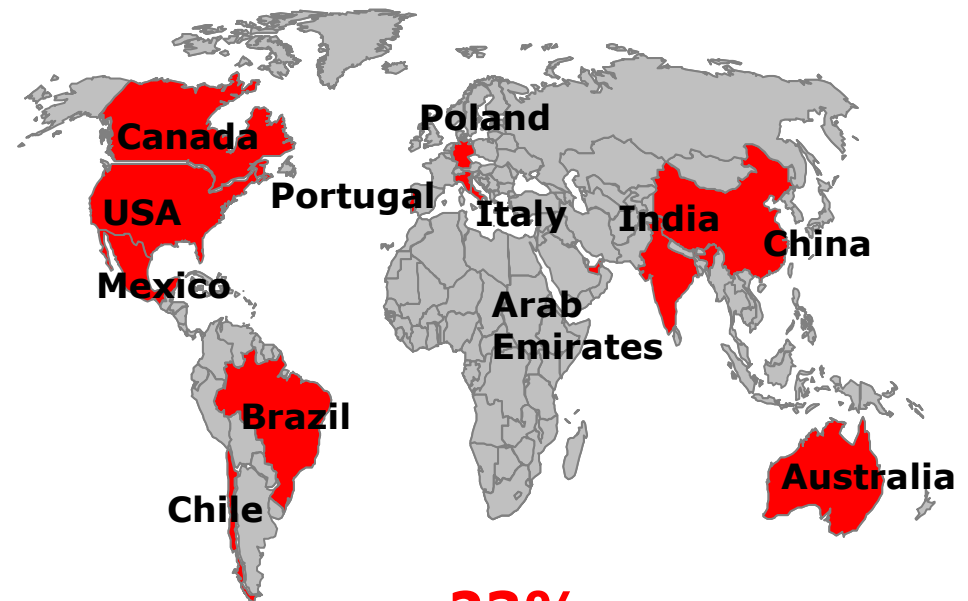 Poland
Canada
Portugal
USA
Italy
India
China
Mexico
Arab
Emirates
Brazil
Australia
Chile